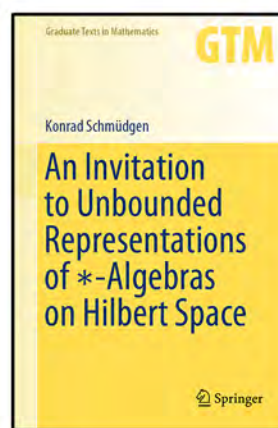 Graduate Texts in Mathematics
GTM
Konrad Schmüdgen
An Invitation
to Unbounded
Representations
of ∗-Algebras
on Hilbert Space
Springer